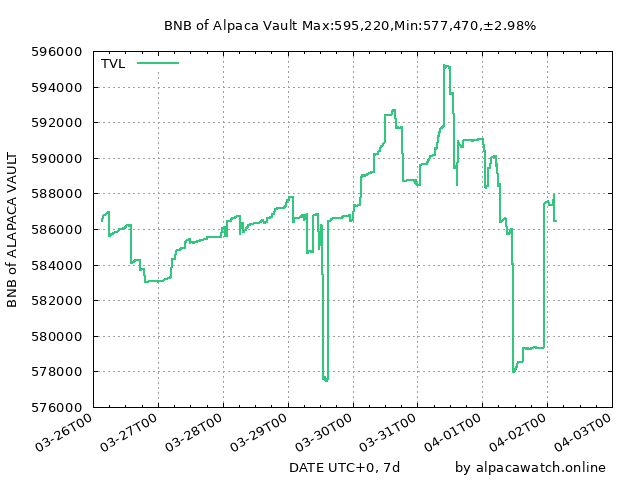 BNB of Alpaca Vault Max:595,220,Min:577,470,±2.98%
TVL
596000
594000
592000
590000
588000
586000
584000
582000
580000
578000
576000
BNB of ALAPACA VAULT
03-26T00
03-27T00
03-28T00
03-29T00
03-30T00
03-31T00
04-01T00
04-02T00
04-03T00
DATE UTC+0, 7d
by alpacawatch.online